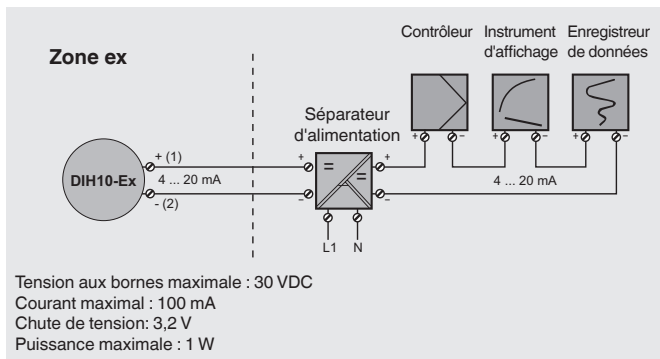 Zone ex
Contrôleur
Instrument
d'affichage
Enregistreur
de données
Séparateur
d'alimentation
DIH10-Ex
+ (1)
4 ... 20 mA
- (2)
+
−
=
=
+
−
L1
N
+
−
+
−
+
−
4 ... 20 mA
Tension aux bornes maximale : 30 VDC
Courant maximal : 100 mA
Chute de tension: 3,2 V
Puissance maximale : 1 W